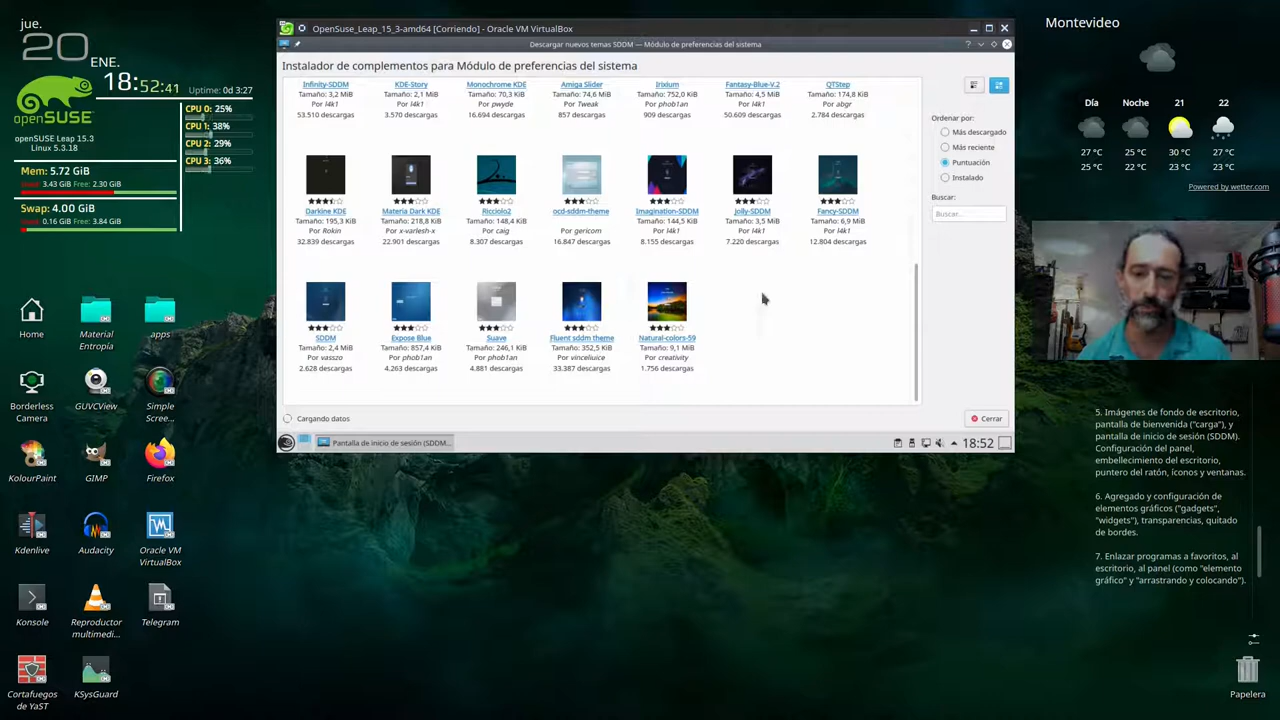 jue.
20
ENE.
18:52:41
Uptime: 0d 3:27
openSUSE
openSUSE Leap 15.3
Linux 5.3.18
CPU 0: 25%
CPU 1: 38%
CPU 2: 29%
CPU 3: 36%
Mem: 5.72 GiB
3.43 GiB Free: 2.30 GiB
Swap: 4.00 GiB
0.16 GiB Free: 3.84 GiB
Home
Material
Entropía
apps
Borderless
Camera
GUVCView
Simple
Scree...
KolourPaint
GIMP
Firefox
Kdenlive
Audacity
Oracle VM
VirtualBox
Konsole
Reproductor
multimedi...
Telegram
Cortafuegos
de YaST
KSysGuard
OpenSuse_Leap_15_3-amd64 [Corriendo] - Oracle VM VirtualBox
Descargar nuevos temas SDDM — Módulo de preferencias del sistema
Instalador de complementos para Módulo de preferencias del sistema
Infinity-SDDM KDE-Story Monochrome KDE Amiga Slider Irixium Fantasy-Blue-V.2 QTStep
Tamaño: 3,2 MiB Tamaño: 2,1 MiB Tamaño: 70,3 KiB Tamaño: 74,6 MiB Tamaño: 752,0 KiB Tamaño: 4,5 MiB Tamaño: 174,8 KiB
Por l4k1 Por l4k1 Por pwyde Por 7weak Por phob1an Por l4k1 Por abgr
53.510 descargas 3.570 descargas 16.694 descargas 857 descargas 909 descargas 50.609 descargas 2.784 descargas
Darkine KDE Materia Dark KDE Ricciolo2 ocd-sddm-theme Imagination-SDDM Jolly-SDDM Fancy-SDDM
Tamaño: 195,3 KiB Tamaño: 218,8 KiB Tamaño: 148,4 KiB Tamaño: 144,5 KiB Tamaño: 3,5 MiB Tamaño: 6,9 MiB
Por Rokin Por x-varlesh-x Por caig Por gericom Por l4k1 Por l4k1 Por l4k1
32.839 descargas 22.901 descargas 8.307 descargas 16.847 descargas 8.155 descargas 7.220 descargas 12.804 descargas
SDDM Expose Blue Suave Fluent sddm theme Natural-colors-59
Tamaño: 2,4 MiB Tamaño: 857,4 KiB Tamaño: 246,1 KiB Tamaño: 352,5 KiB Tamaño: 9,1 MiB
Por vasszo Por phob1an Por phob1an Por vinceliuice Por creativity
2.628 descargas 4.263 descargas 4.881 descargas 33.387 descargas 1.756 descargas
Cargando datos
Cerrar
Ordenar por:
Más descargado
Más reciente
Puntuación
Instalado
Buscar:
Buscar...
Pantalla de inicio de sesión (SDDM...
18:52
Montevideo
Día Noche 21 22
27 °C 25 °C 30 °C 27 °C
25 °C 22 °C 23 °C 23 °C
Powered by wetter.com
5. Imágenes de fondo de escritorio,
pantalla de bienvenida ("carga"), y
pantalla de inicio de sesión (SDDM).
Configuración del panel,
embellecimiento del escritorio,
puntero del ratón, íconos y ventanas.
6. Agregado y configuración de
elementos gráficos ("gadgets",
"widgets"), transparencias, quitado
de bordes.
7. Enlazar programas a favoritos, al
escritorio, al panel (como "elemento
gráfico" y "arrastrando y colocando").
Papelera